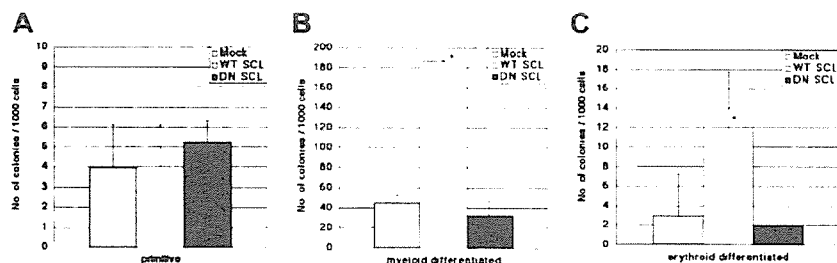 A
No of colonies / 1000 cells
10
9
8
7
6
5
4
3
2
1
0
Mock
WT SCL
DN SCL
primitive
B
No of colonies / 1000 cells
200
180
160
140
120
100
80
60
40
20
0
Mock
WT SCL
DN SCL
*
myeloid differentiated
C
No of colonies / 1000 cells
20
18
16
14
12
10
8
6
4
2
0
Mock
WT SCL
DN SCL
*
erythroid differentiated